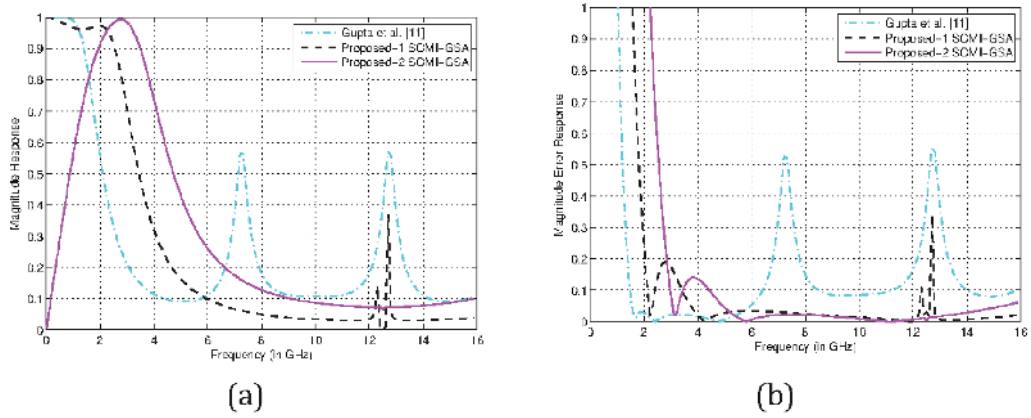 (a)
Gupta et al. [11]
Proposed-1 SCMII-GSA
Proposed-2 SCMII-GSA
Magnitude Response
1
0.9
0.8
0.7
0.6
0.5
0.4
0.3
0.2
0.1
0
0 2 4 6 8 10 12 14 16
Frequency (in GHz)
(a)
(b)
Gupta et al. [11]
Proposed-1 SCMII-GSA
Proposed-2 SCMII-GSA
Magnitude Error Response
1
0.9
0.8
0.7
0.6
0.5
0.4
0.3
0.2
0.1
0
0 2 4 6 8 10 12 14 16
Frequency (in GHz)
(b)